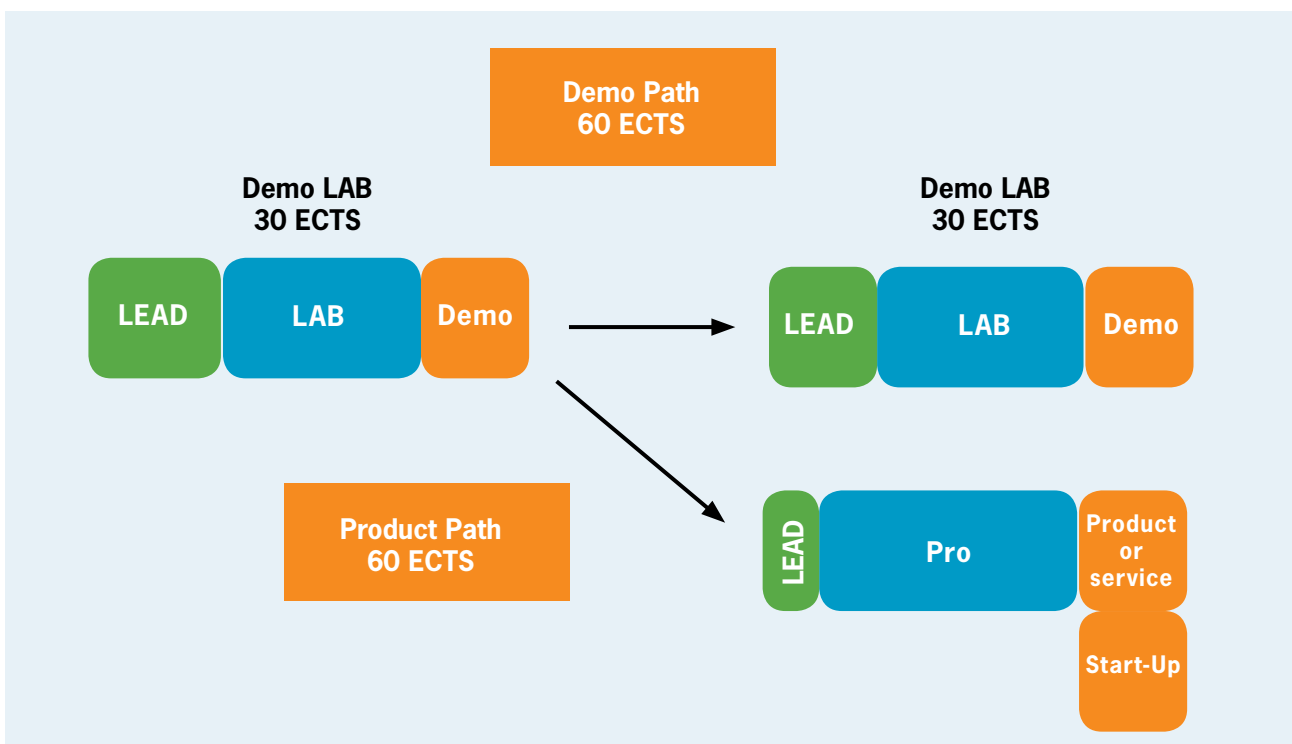 Demo Path
60 ECTS
Demo LAB
30 ECTS
Demo LAB
30 ECTS
LEAD
LAB
Demo
LEAD
LAB
Demo
Product Path
60 ECTS
LEAD
Pro
Product
or
service
Start-Up